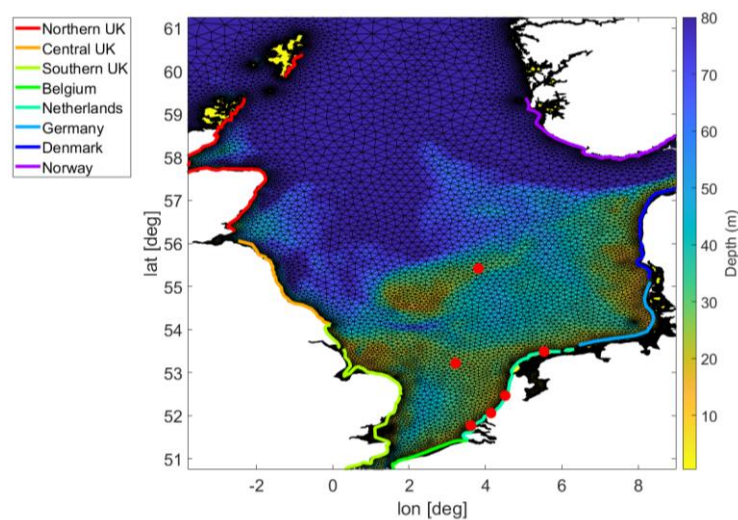 Northern UK
Central UK
Southern UK
Belgium
Netherlands
Germany
Denmark
Norway
61
60
59
58
57
56
55
54
53
52
51
lat [deg]
-2
0
2
4
6
8
lon [deg]
80
70
60
50
40
30
20
10
Depth (m)